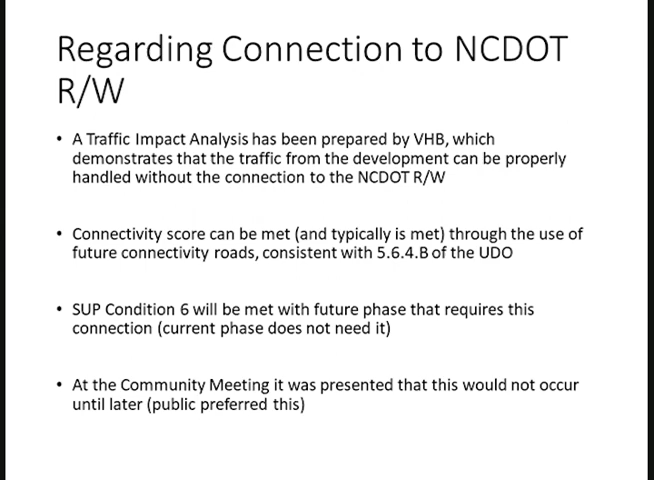 Regarding Connection to NCDOT
R/W
• A Traffic Impact Analysis has been prepared by VHB, which
demonstrates that the traffic from the development can be properly
handled without the connection to the NCDOT R/W
• Connectivity score can be met (and typically is met) through the use of
future connectivity roads, consistent with 5.6.4.B of the UDO
• SUP Condition 6 will be met with future phase that requires this
connection (current phase does not need it)
• At the Community Meeting it was presented that this would not occur
until later (public preferred this)